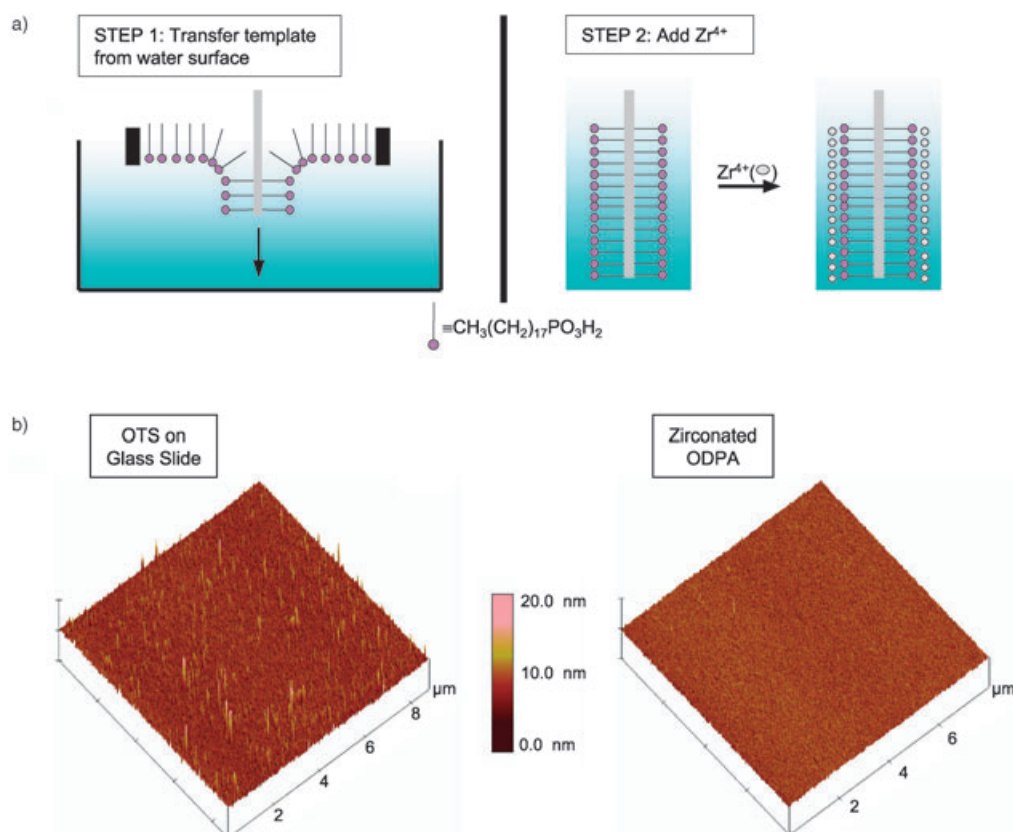 a)
STEP 1: Transfer template
from water surface
STEP 2: Add Zr⁴⁺
Zr⁴⁺( )
≡CH₃(CH₂)₁₇PO₃H₂
b)
OTS on
Glass Slide
Zirconated
ODPA
20.0 nm
10.0 nm
0.0 nm
µm
8
6
4
2
µm
6
4
2